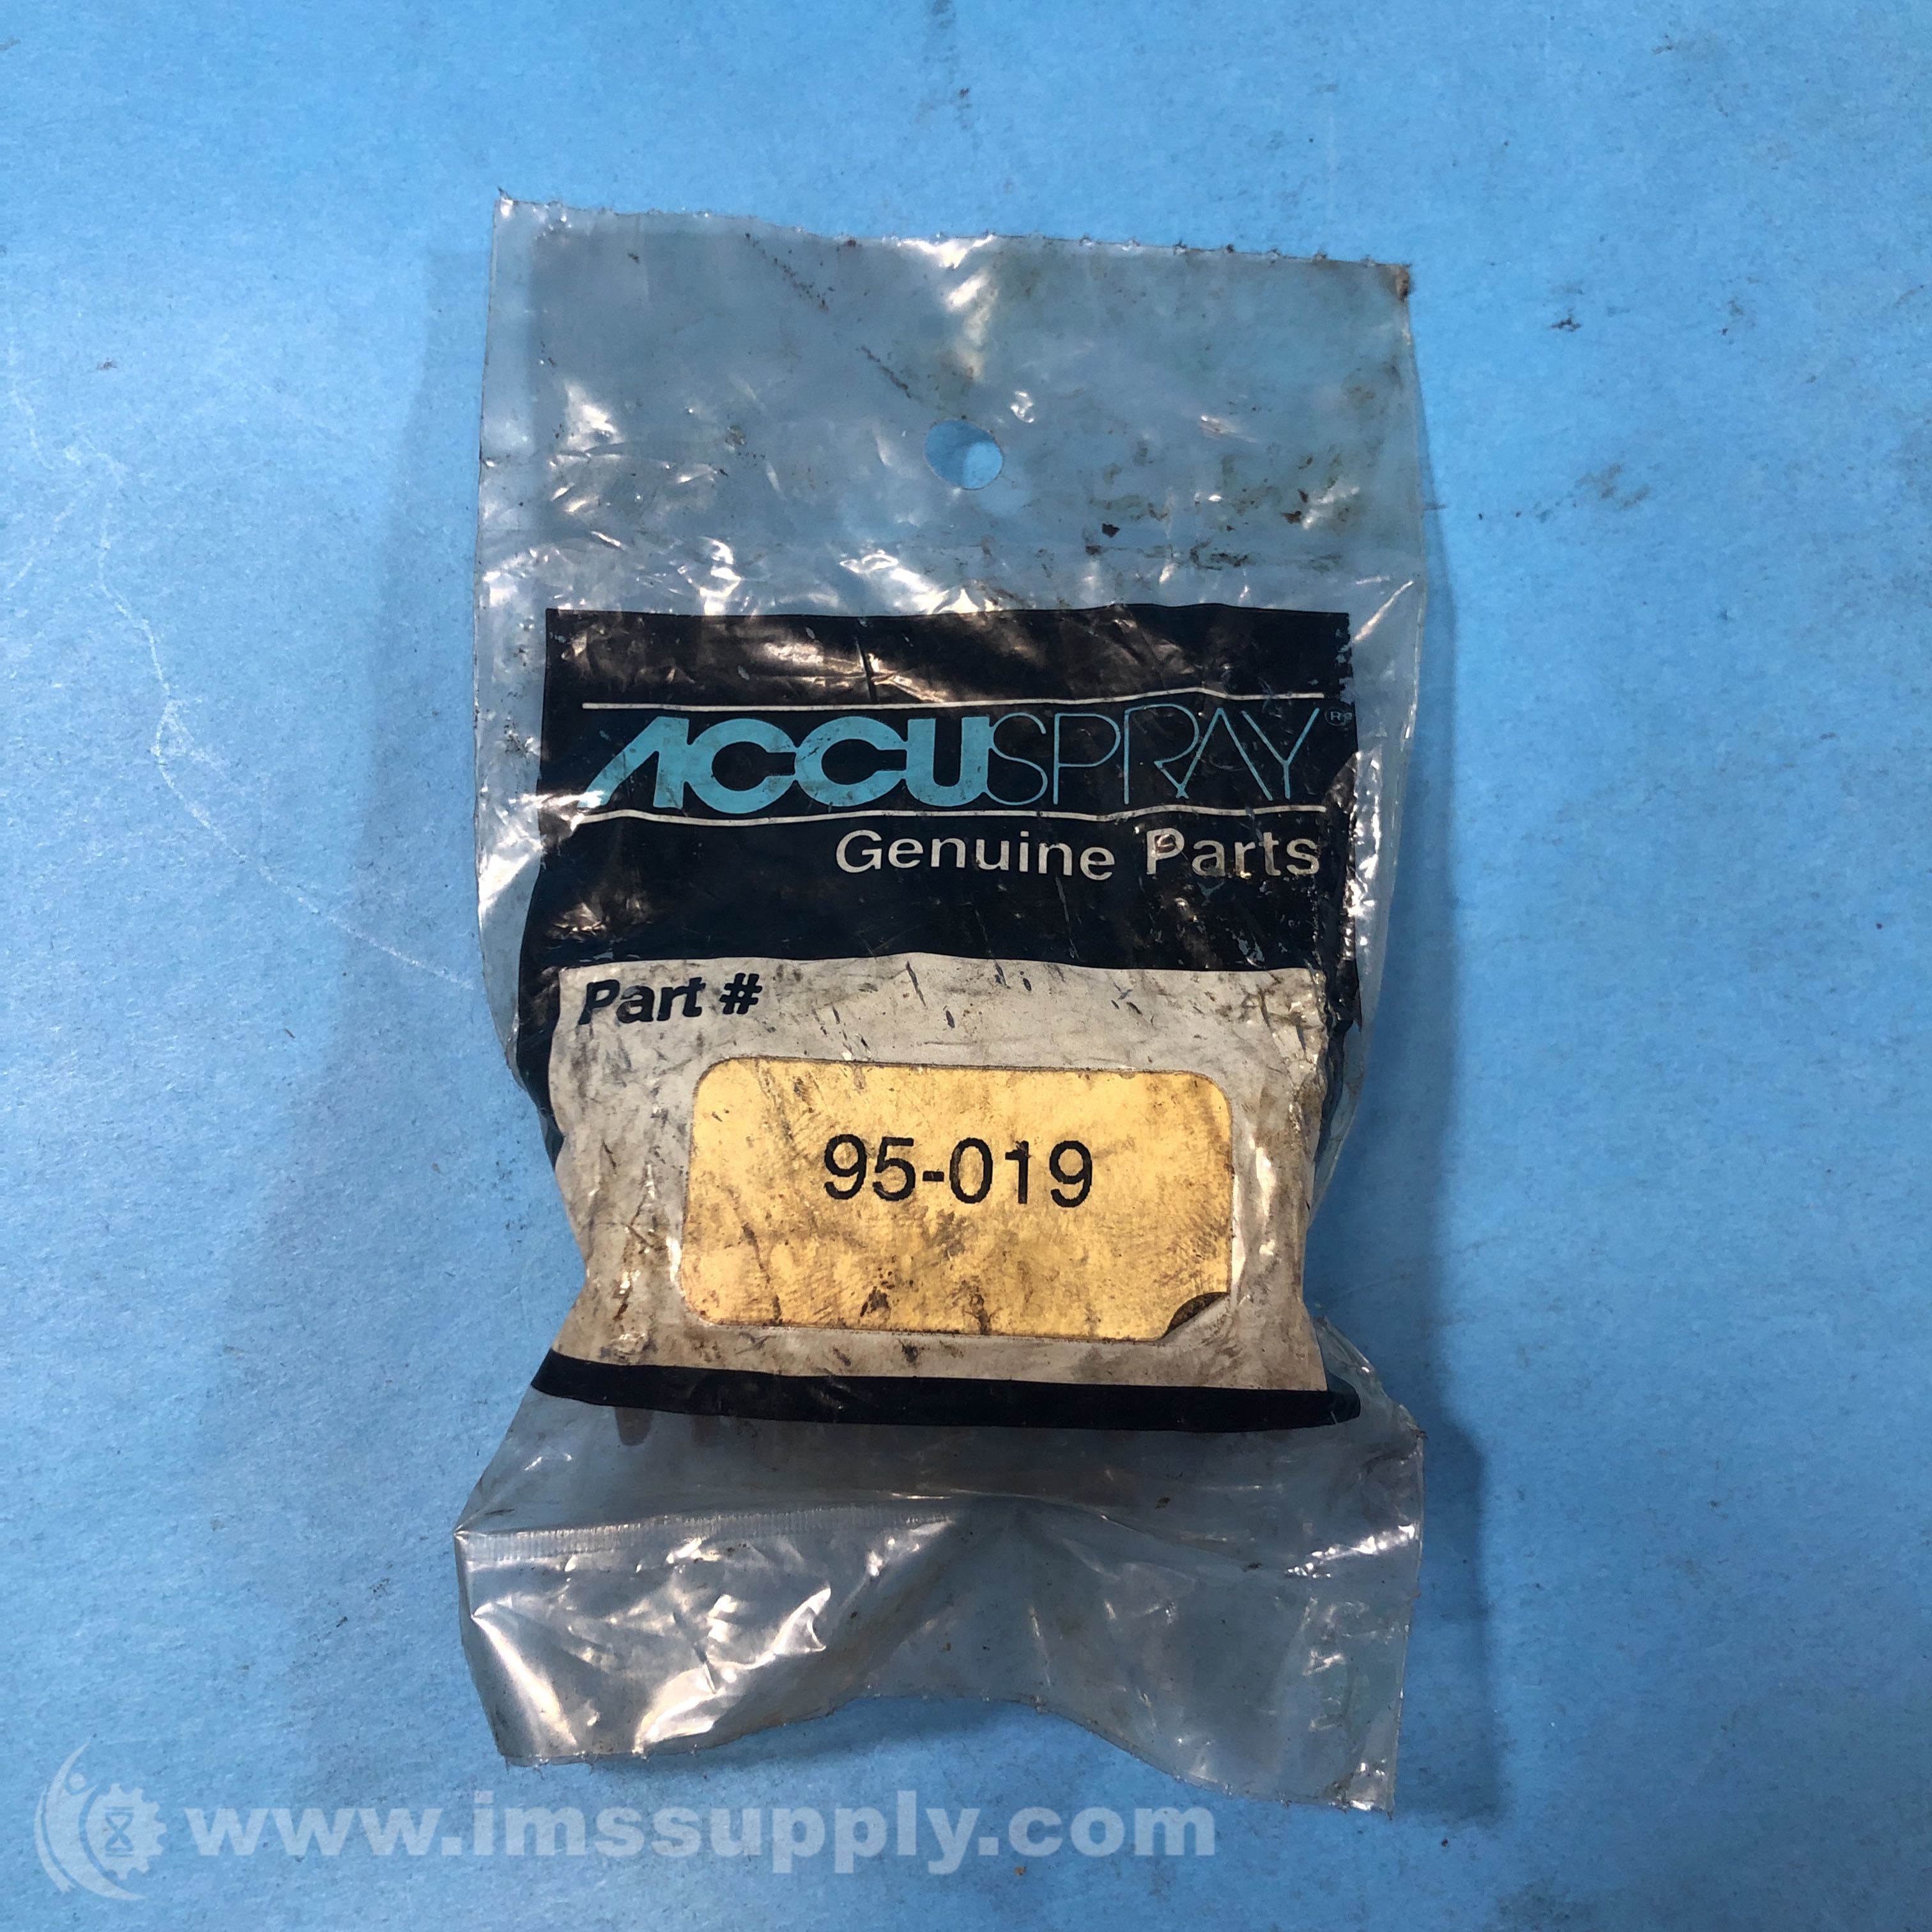 ACCUSPRAY®
Genuine Parts
Part #
95-019
www.imssupply.com